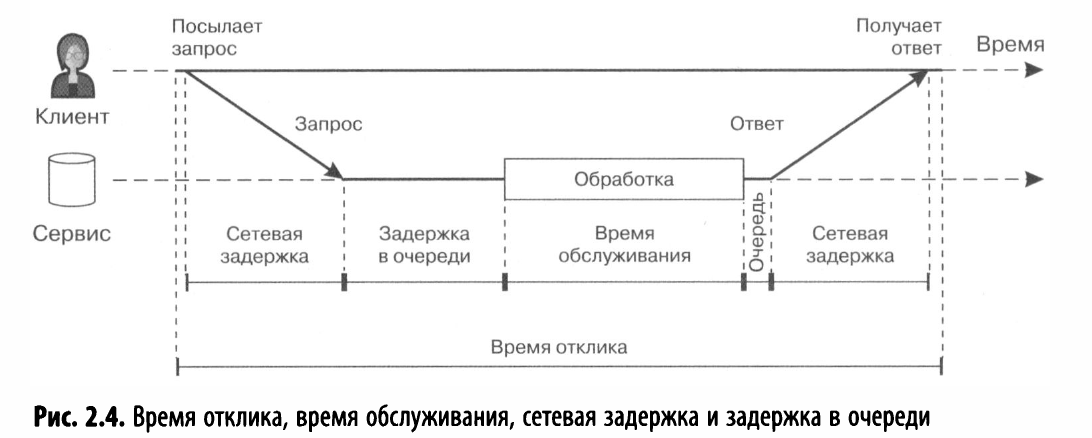 Посылает
запрос
Получает
ответ
Время
Клиент
Запрос
Ответ
Обработка
Сервис
Сетевая
задержка
Задержка
в очереди
Время
обслуживания
Очередь
Сетевая
задержка
Время отклика
Рис. 2.4. Время отклика, время обслуживания, сетевая задержка и задержка в очереди